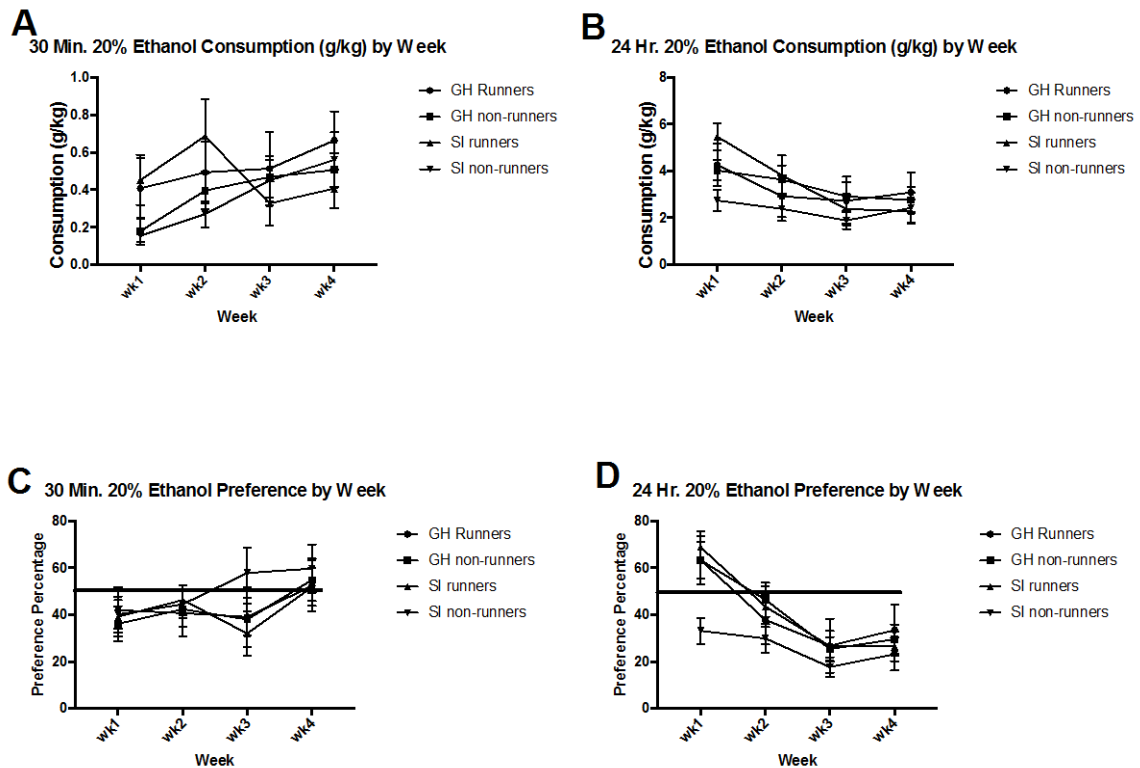 A
30 Min. 20% Ethanol Consumption (g/kg) by Week
Consumption (g/kg)
1.0
0.8
0.6
0.4
0.2
0.0
wk1
wk2
wk3
wk4
Week
GH Runners
GH non-runners
SI runners
SI non-runners
B
24 Hr. 20% Ethanol Consumption (g/kg) by Week
Consumption (g/kg)
8
6
4
2
0
wk1
wk2
wk3
wk4
Week
GH Runners
GH non-runners
SI runners
SI non-runners
C
30 Min. 20% Ethanol Preference by Week
Preference Percentage
80
60
40
20
0
wk1
wk2
wk3
wk4
Week
GH Runners
GH non-runners
SI runners
SI non-runners
D
24 Hr. 20% Ethanol Preference by Week
Preference Percentage
80
60
40
20
0
wk1
wk2
wk3
wk4
Week
GH Runners
GH non-runners
SI runners
SI non-runners